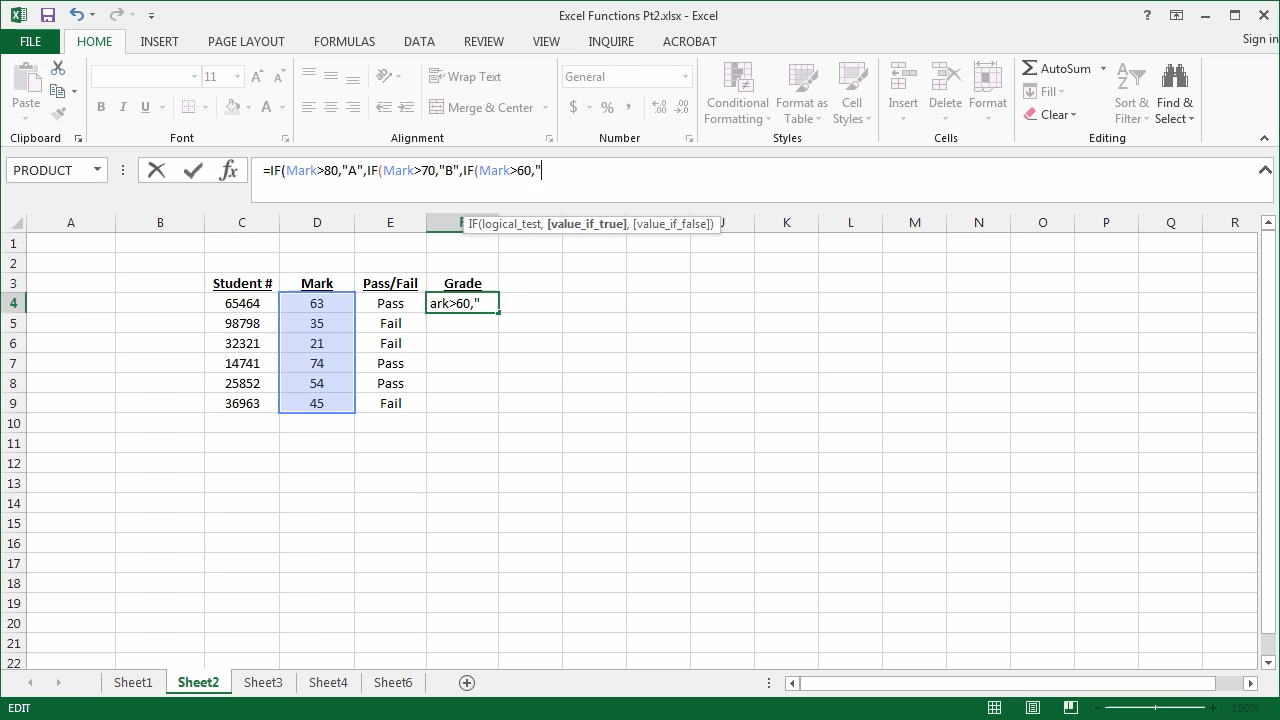 Excel Functions Pt2.xlsx - Excel
?
Sign in
FILE HOME INSERT PAGE LAYOUT FORMULAS DATA REVIEW VIEW INQUIRE ACROBAT
Paste
11
A A
B I U
A
Wrap Text
Merge & Center
General
$ % ,
Conditional Formatting
Format as Table
Cell Styles
Insert
Delete
Format
AutoSum
Fill
Clear
Sort & Filter
Find & Select
Clipboard Font Alignment Number Styles Cells Editing
PRODUCT fx =IF(Mark>80,"A",IF(Mark>70,"B",IF(Mark>60,"
IF(logical_test, [value_if_true], [value_if_false])
A B C D E F U K L M N O P Q R
1
2
3 Student # Mark Pass/Fail Grade
4 65464 63 Pass ark>60,"
5 98798 35 Fail
6 32321 21 Fail
7 14741 74 Pass
8 25852 54 Pass
9 36963 45 Fail
10
11
12
13
14
15
16
17
18
19
20
21
22
Sheet1 Sheet2 Sheet3 Sheet4 Sheet6
EDIT 100%